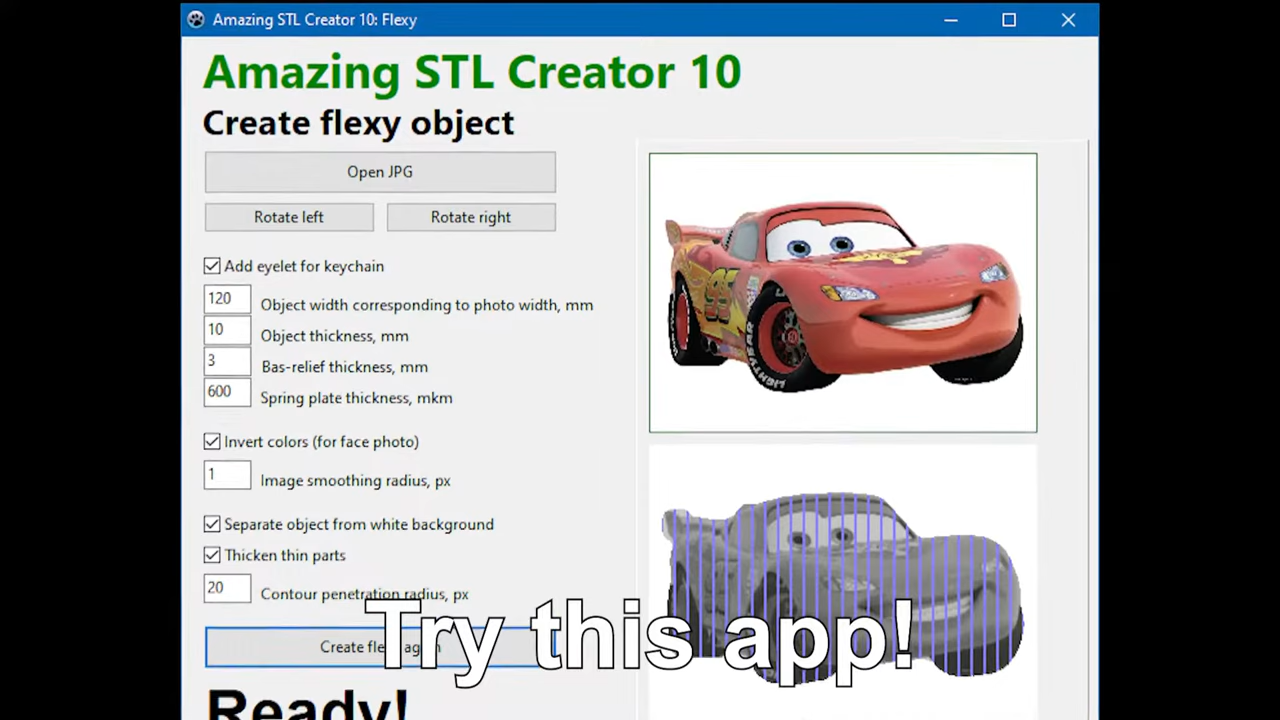 Amazing STL Creator 10: Flexy
Amazing STL Creator 10
Create flexy object
Open JPG
Rotate left
Rotate right
Add eyelet for keychain
120 Object width corresponding to photo width, mm
10 Object thickness, mm
3 Bas-relief thickness, mm
600 Spring plate thickness, mkm
Invert colors (for face photo)
1 Image smoothing radius, px
Separate object from white background
Thicken thin parts
20 Contour penetration radius, px
Create
Try this app!
Ready!
95
LIGHTYEAR